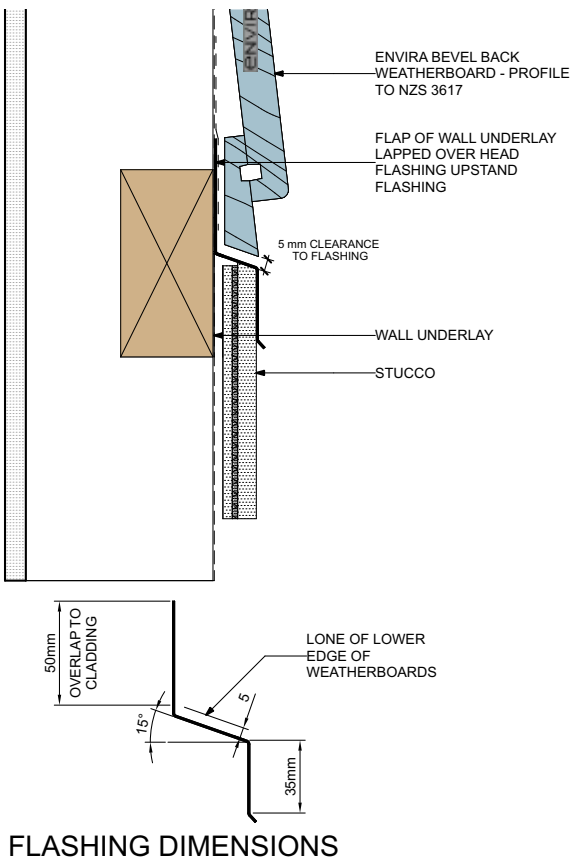 ENVIR
ENVIRA BEVEL BACK
WEATHERBOARD - PROFILE
TO NZS 3617
FLAP OF WALL UNDERLAY
LAPPED OVER HEAD
FLASHING UPSTAND
FLASHING
5 mm CLEARANCE
TO FLASHING
WALL UNDERLAY
STUCCO
50mm
OVERLAP TO
CLADDING
LONE OF LOWER
EDGE OF
WEATHERBOARDS
5
15°
35mm
FLASHING DIMENSIONS